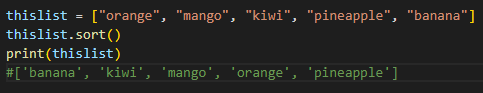 thislist = ["orange", "mango", "kiwi", "pineapple", "banana"]
thislist.sort()
print(thislist)
#['banana', 'kiwi', 'mango', 'orange', 'pineapple']